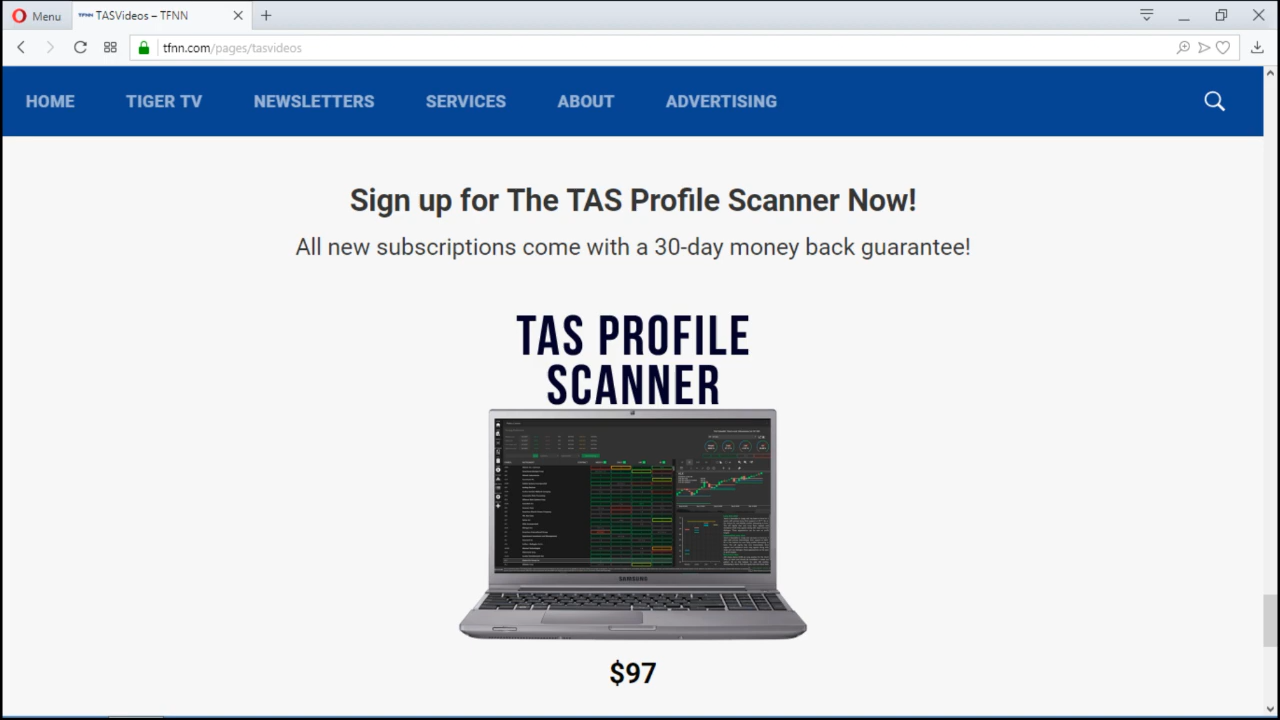 Menu
TFNN TASVideos – TFNN
tfnn.com/pages/tasvideos
HOME TIGER TV NEWSLETTERS SERVICES ABOUT ADVERTISING
Sign up for The TAS Profile Scanner Now!
All new subscriptions come with a 30-day money back guarantee!
TAS PROFILE
SCANNER
SAMSUNG
$97